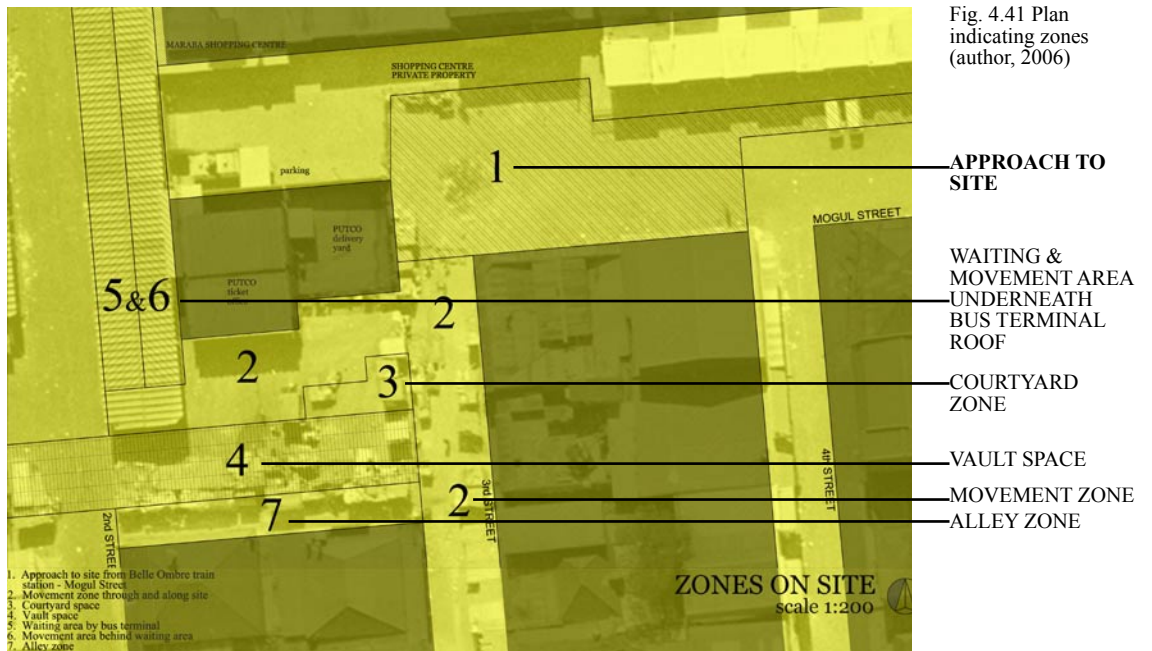 Fig. 4.41 Plan
indicating zones
(author, 2006)
MARABA SHOPPING CENTRE
SHOPPING CENTRE
PRIVATE PROPERTY
1
APPROACH TO
SITE
parking
MOGUL STREET
PUTCO
delivery
yard
WAITING &
MOVEMENT AREA
UNDERNEATH
BUS TERMINAL
ROOF
PUTCO
ticket
5&6
2
2
3
COURTYARD
ZONE
4
VAULT SPACE
4th STREET
3rd STREET
2
MOVEMENT ZONE
7
ALLEY ZONE
2nd STREE
1. Approach to site from Belle Ombre train
station - Mogul Street
2. Movement zone through and along site
3. Courtyard space
4. Vault space
5. Waiting area by bus terminal
6. Movement area behind waiting area
7. Alley zone
ZONES ON SITE
scale 1:200